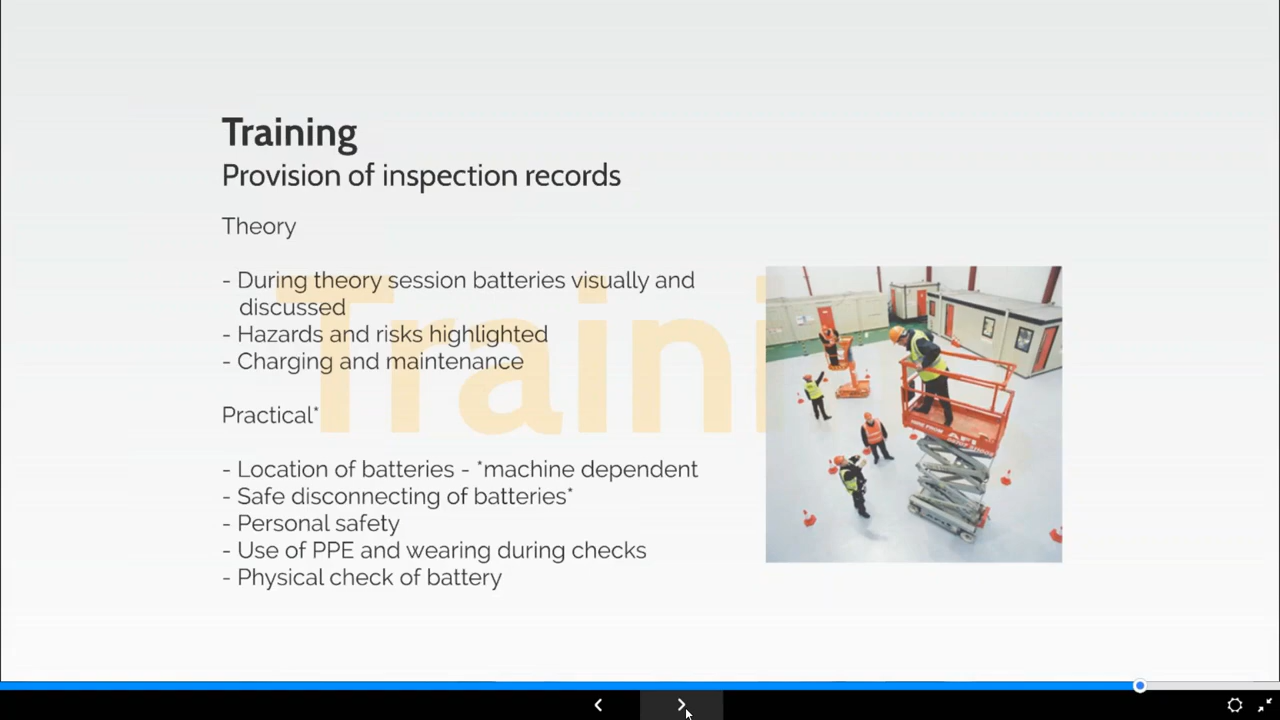 Training
Provision of inspection records
Theory
- During theory session batteries visually and
discussed
- Hazards and risks highlighted
- Charging and maintenance
Practical*
- Location of batteries - *machine dependent
- Safe disconnecting of batteries*
- Personal safety
- Use of PPE and wearing during checks
- Physical check of battery
Traini
AFI